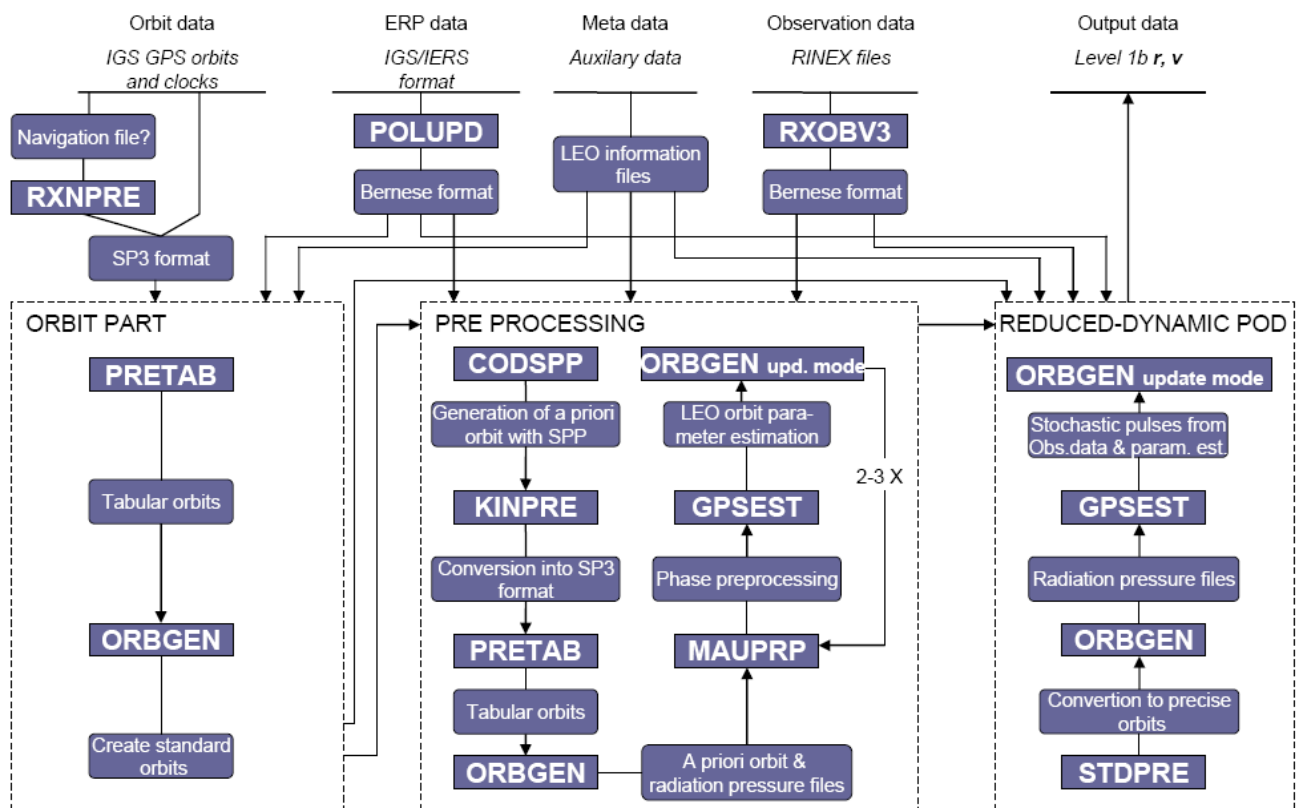 Orbit data
IGS GPS orbits
and clocks
ERP data
IGS/IERS
format
Meta data
Auxilary data
Observation data
RINEX files
Output data
Level 1b r, v
Navigation file?
RXNPRE
SP3 format
POLUPD
Bernese format
LEO information
files
RXOBV3
Bernese format
ORBIT PART
PRETAB
Tabular orbits
ORBGEN
Create standard
orbits
PRE PROCESSING
CODSPP
Generation of a priori
orbit with SPP
KINPRE
Conversion into SP3
format
PRETAB
Tabular orbits
ORBGEN
ORBGEN upd. mode
LEO orbit para-
meter estimation
GPSEST
Phase preprocessing
MAUPRP
A priori orbit &
radiation pressure files
2-3 X
REDUCED-DYNAMIC POD
ORBGEN update mode
Stochastic pulses from
Obs.data & param. est.
GPSEST
Radiation pressure files
ORBGEN
Convertion to precise
orbits
STDPRE